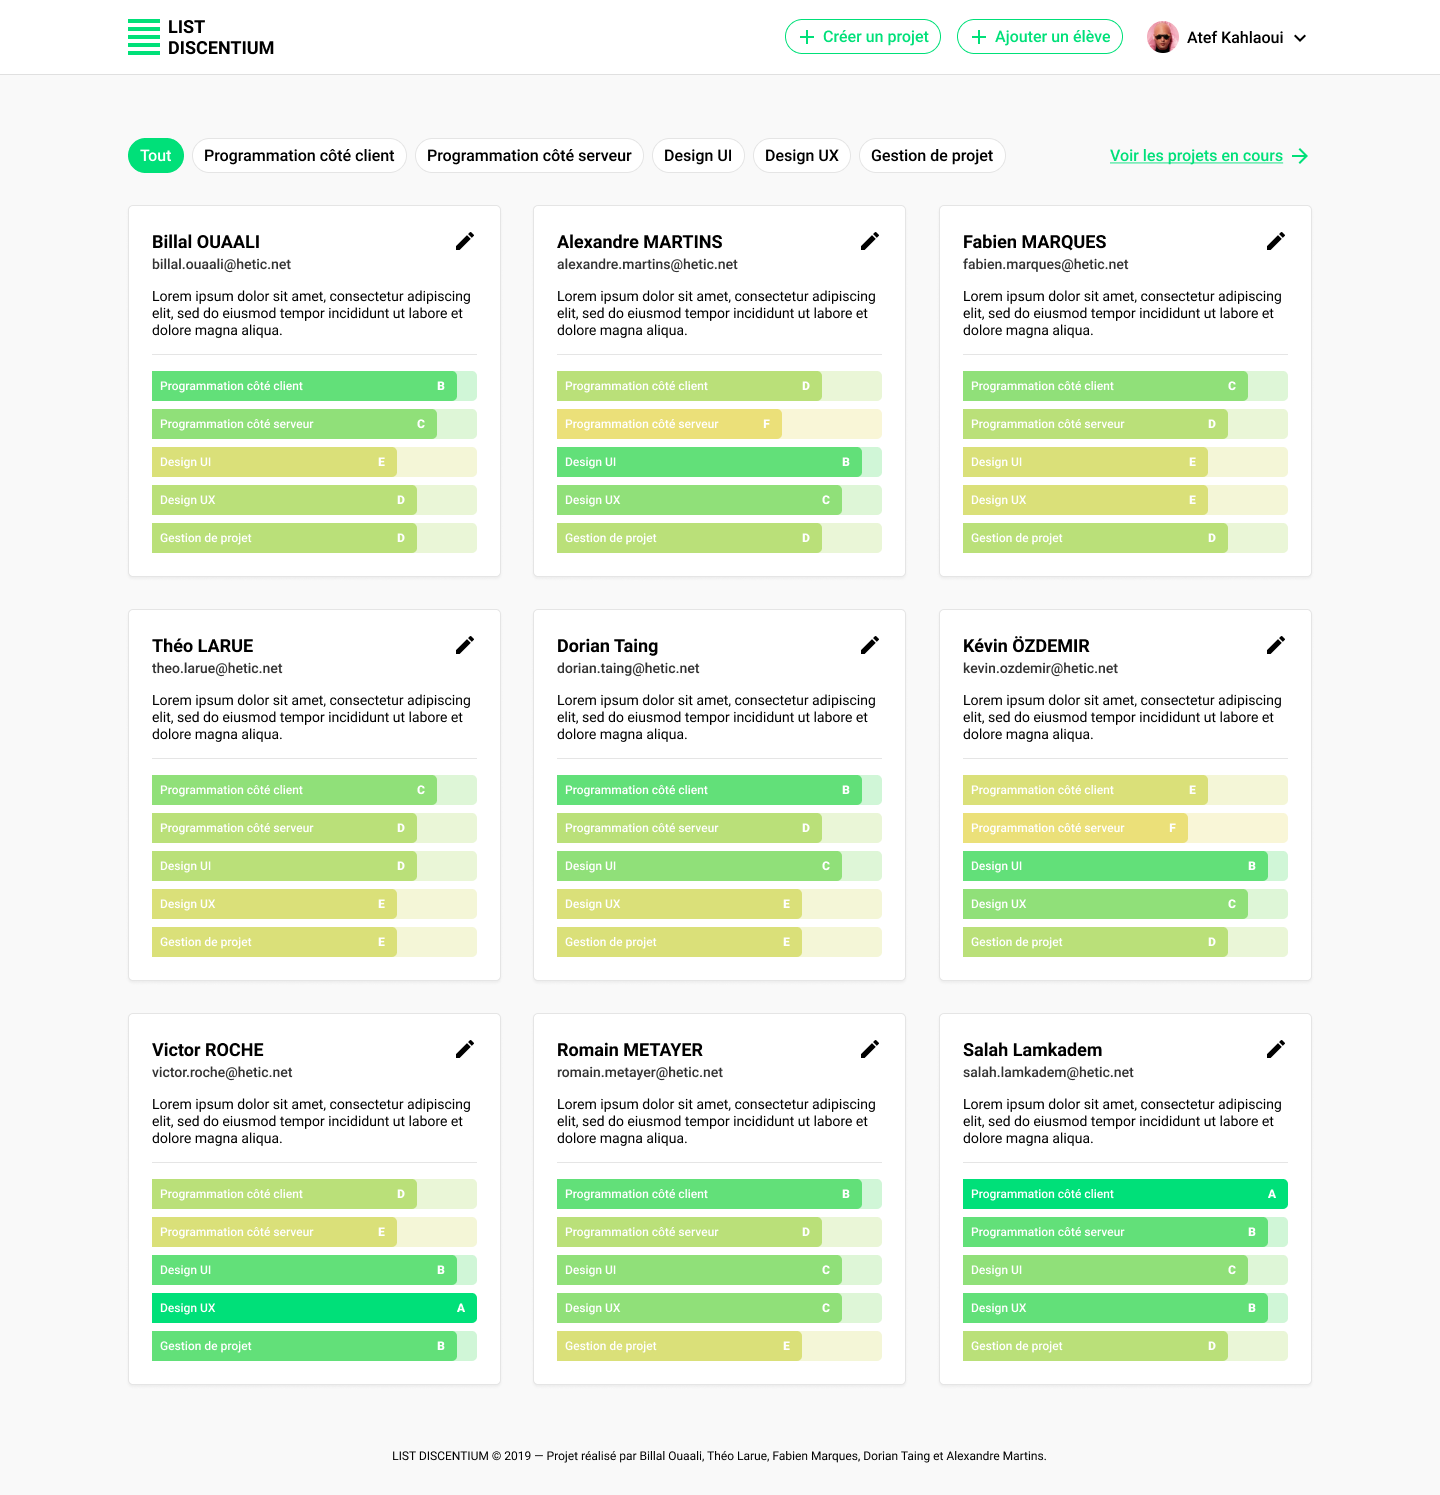 LIST
DISCENTIUM
Créer un projet
Ajouter un élève
Atef Kahlaoui
Tout
Programmation côté client
Programmation côté serveur
Design UI
Design UX
Gestion de projet
Voir les projets en cours
Billal OUAALI
billal.ouaali@hetic.net
Lorem ipsum dolor sit amet, consectetur adipiscing
elit, sed do eiusmod tempor incididunt ut labore et
dolore magna aliqua.
Programmation côté client B
Programmation côté serveur C
Design UI E
Design UX D
Gestion de projet D
Alexandre MARTINS
alexandre.martins@hetic.net
Lorem ipsum dolor sit amet, consectetur adipiscing
elit, sed do eiusmod tempor incididunt ut labore et
dolore magna aliqua.
Programmation côté client D
Programmation côté serveur F
Design UI B
Design UX C
Gestion de projet D
Fabien MARQUES
fabien.marques@hetic.net
Lorem ipsum dolor sit amet, consectetur adipiscing
elit, sed do eiusmod tempor incididunt ut labore et
dolore magna aliqua.
Programmation côté client C
Programmation côté serveur D
Design UI E
Design UX E
Gestion de projet D
Théo LARUE
theo.larue@hetic.net
Lorem ipsum dolor sit amet, consectetur adipiscing
elit, sed do eiusmod tempor incididunt ut labore et
dolore magna aliqua.
Programmation côté client C
Programmation côté serveur D
Design UI D
Design UX E
Gestion de projet E
Dorian Taing
dorian.taing@hetic.net
Lorem ipsum dolor sit amet, consectetur adipiscing
elit, sed do eiusmod tempor incididunt ut labore et
dolore magna aliqua.
Programmation côté client B
Programmation côté serveur D
Design UI C
Design UX E
Gestion de projet E
Kévin ÖZDEMIR
kevin.ozdemir@hetic.net
Lorem ipsum dolor sit amet, consectetur adipiscing
elit, sed do eiusmod tempor incididunt ut labore et
dolore magna aliqua.
Programmation côté client E
Programmation côté serveur F
Design UI B
Design UX C
Gestion de projet D
Victor ROCHE
victor.roche@hetic.net
Lorem ipsum dolor sit amet, consectetur adipiscing
elit, sed do eiusmod tempor incididunt ut labore et
dolore magna aliqua.
Programmation côté client D
Programmation côté serveur E
Design UI B
Design UX A
Gestion de projet B
Romain METAYER
romain.metayer@hetic.net
Lorem ipsum dolor sit amet, consectetur adipiscing
elit, sed do eiusmod tempor incididunt ut labore et
dolore magna aliqua.
Programmation côté client B
Programmation côté serveur D
Design UI C
Design UX C
Gestion de projet E
Salah Lamkadem
salah.lamkadem@hetic.net
Lorem ipsum dolor sit amet, consectetur adipiscing
elit, sed do eiusmod tempor incididunt ut labore et
dolore magna aliqua.
Programmation côté client A
Programmation côté serveur B
Design UI C
Design UX B
Gestion de projet D
LIST DISCENTIUM © 2019 — Projet réalisé par Billal Ouaali, Théo Larue, Fabien Marques, Dorian Taing et Alexandre Martins.